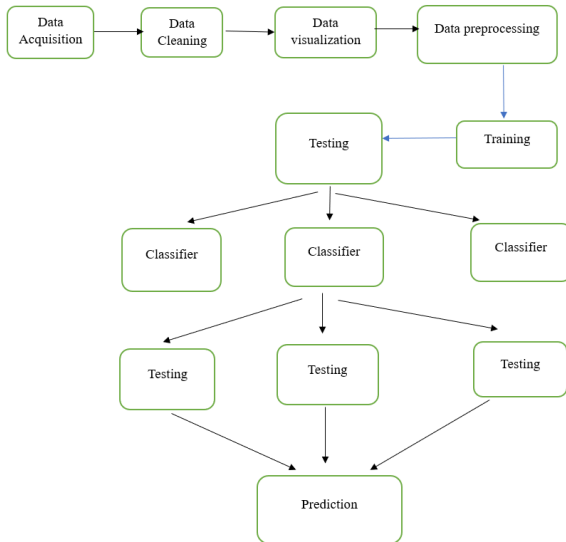 Data
Acquisition
Data
Cleaning
Data
visualization
Data preprocessing
Testing
Training
Classifier
Classifier
Classifier
Testing
Testing
Testing
Prediction